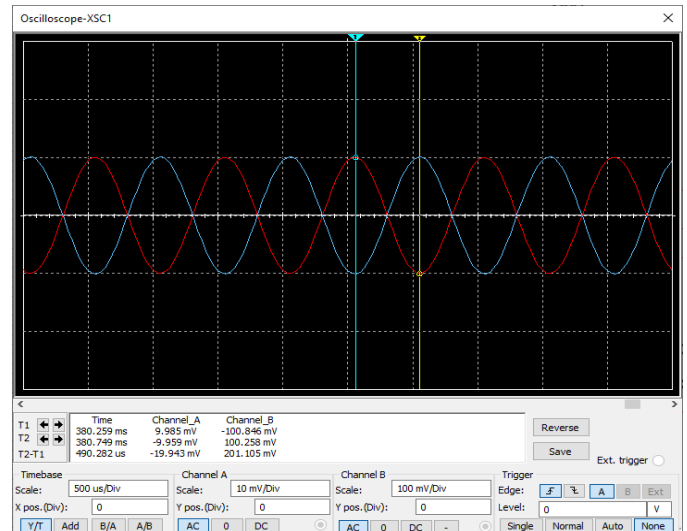 Oscilloscope-XSC1
1 2
Time Channel_A Channel_B
T1 380.259 ms 9.985 mV -100.846 mV
T2 380.749 ms -9.959 mV 100.258 mV
T2-T1 490.282 us -19.943 mV 201.105 mV
Reverse
Save
Ext. trigger
Timebase Channel A Channel B Trigger
Scale: 500 us/Div Scale: 10 mV/Div Scale: 100 mV/Div Edge: A B Ext
X pos.(Div): 0 Y pos.(Div): 0 Y pos.(Div): 0 Level: 0 V
Y/T Add B/A A/B AC 0 DC AC 0 DC - Single Normal Auto None